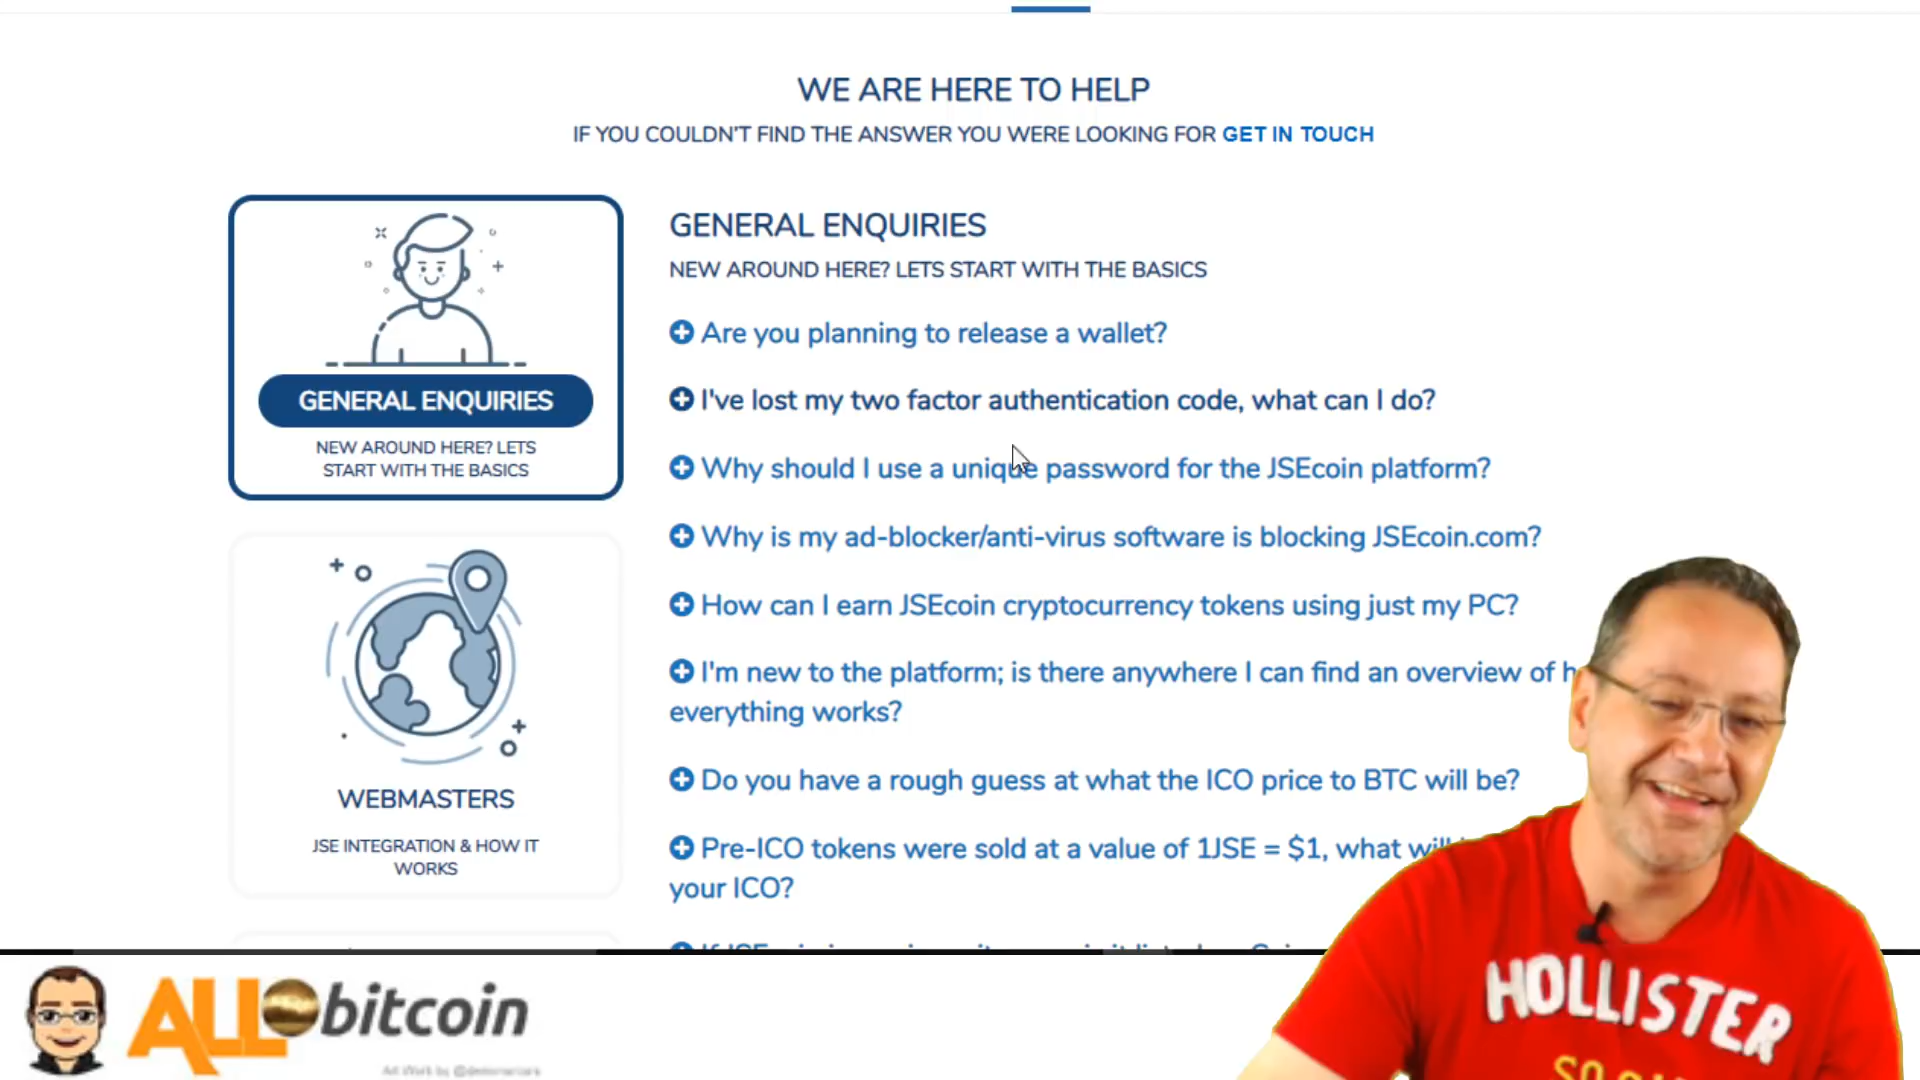 WE ARE HERE TO HELP
IF YOU COULDN'T FIND THE ANSWER YOU WERE LOOKING FOR GET IN TOUCH
GENERAL ENQUIRIES
NEW AROUND HERE? LETS
START WITH THE BASICS
WEBMASTERS
JSE INTEGRATION & HOW IT
WORKS
GENERAL ENQUIRIES
NEW AROUND HERE? LETS START WITH THE BASICS
Are you planning to release a wallet?
I've lost my two factor authentication code, what can I do?
Why should I use a unique password for the JSEcoin platform?
Why is my ad-blocker/anti-virus software is blocking JSEcoin.com?
How can I earn JSEcoin cryptocurrency tokens using just my PC?
I'm new to the platform; is there anywhere I can find an overview of
everything works?
Do you have a rough guess at what the ICO price to BTC will be?
Pre-ICO tokens were sold at a value of 1JSE = $1, what will
your ICO?
ALL bitcoin
Art Work by
HOLLISTER